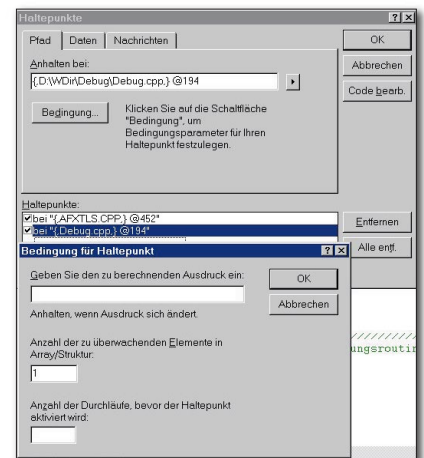 Haltepunkte
Pfad Daten Nachrichten
OK
Anhalten bei:
{,D:\WDir\Debug\Debug.cpp,} @194
Abbrechen
Code bearb.
Bedingung...
Klicken Sie auf die Schaltfläche
"Bedingung", um
Bedingungsparameter für Ihren
Haltepunkt festzulegen.
Haltepunkte:
bei "{,AFXTLS.CPP,} @452"
bei "{,Debug.cpp,} @194"
Entfernen
Alle entf.
Bedingung für Haltepunkt
Geben Sie den zu berechnenden Ausdruck ein:
OK
Abbrechen
Anhalten, wenn Ausdruck sich ändert.
Anzahl der zu überwachenden Elemente in
Array/Struktur:
1
Anzahl der Durchläufe, bevor der Haltepunkt
aktiviert wird:
/////////
ungsroutin